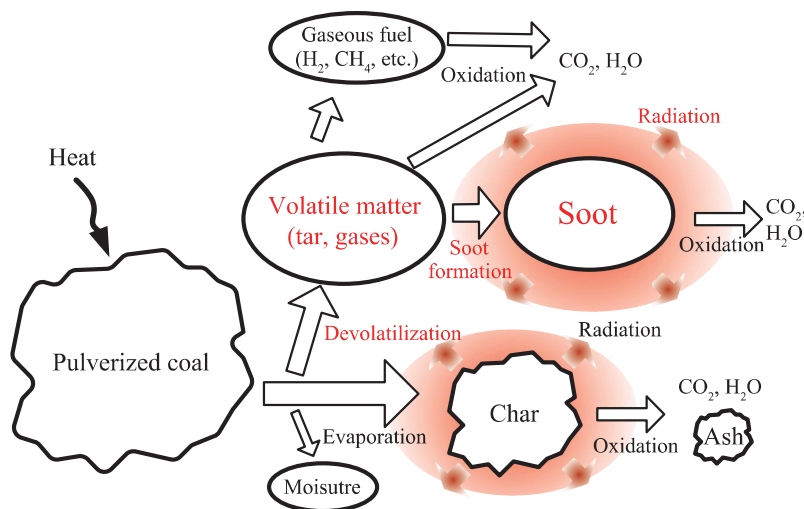 Gaseous fuel
(H₂, CH₄, etc.)
Oxidation
CO₂, H₂O
Radiation
Heat
Volatile matter
(tar, gases)
Soot
CO₂,
H₂O
Oxidation
Soot
formation
Devolatilization
Radiation
Pulverized coal
Char
CO₂, H₂O
Ash
Oxidation
Evaporation
Moisutre